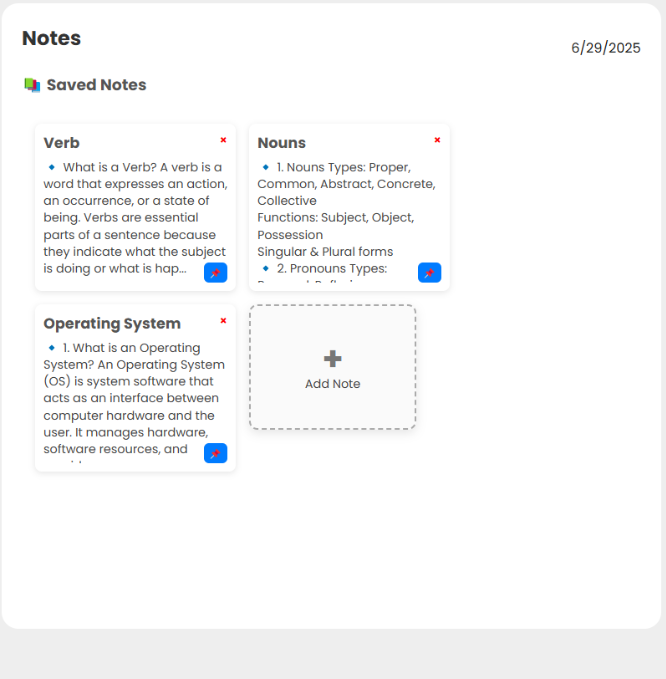 Notes
6/29/2025
📚 Saved Notes
Verb
🔹 What is a Verb? A verb is a
word that expresses an action,
an occurrence, or a state of
being. Verbs are essential
parts of a sentence because
they indicate what the subject
is doing or what is hap...
Nouns
🔹 1. Nouns Types: Proper,
Common, Abstract, Concrete,
Collective
Functions: Subject, Object,
Possession
Singular & Plural forms
🔹 2. Pronouns Types:
Operating System
🔹 1. What is an Operating
System? An Operating System
(OS) is system software that
acts as an interface between
computer hardware and the
user. It manages hardware,
software resources, and
Add Note